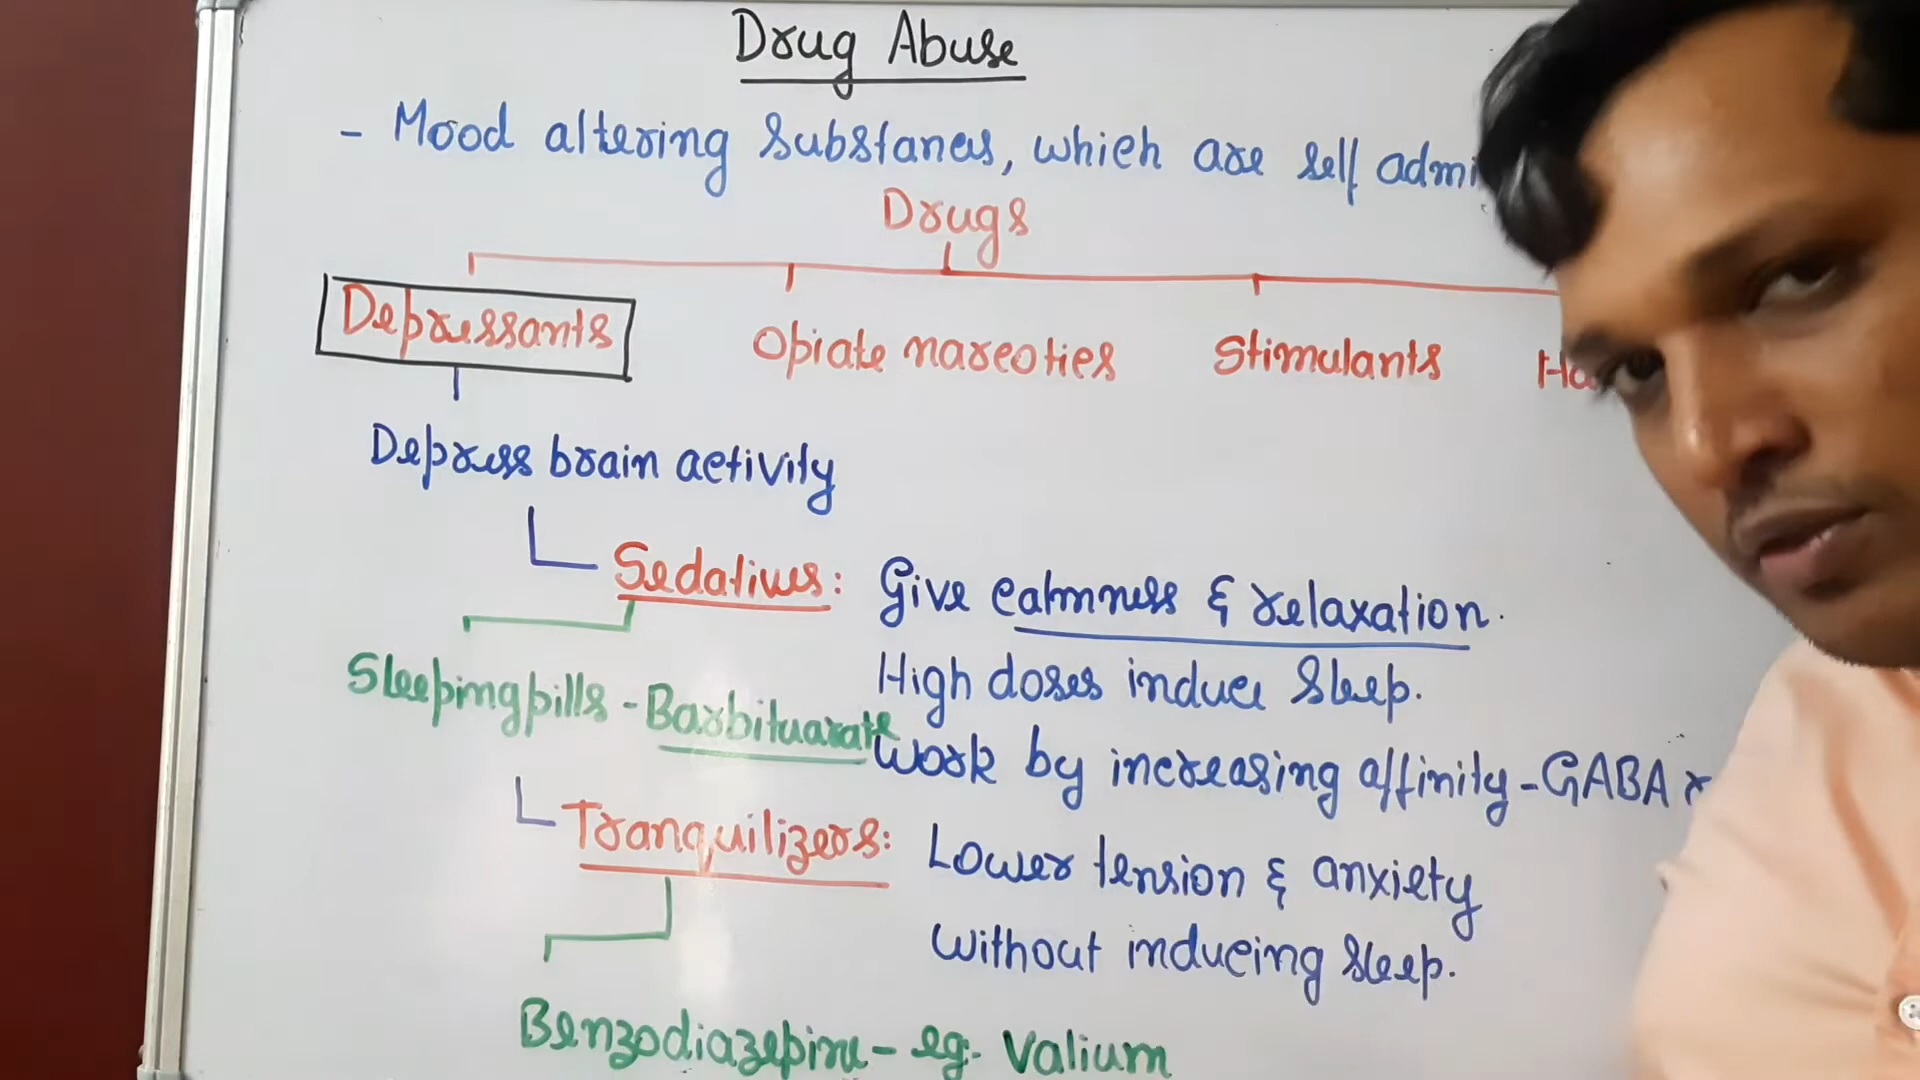 Drug Abuse
- Mood altering Substances, which are self admi
Drugs
Depressants Opiate narcotics Stimulants
Depress brain activity
Sedatives: Give calmness & relaxation.
High doses induce Sleep.
Sleeping pills - Barbituarate
Work by increasing affinity - GABA r
Tranquilizers: Lower tension & anxiety
without inducing sleep.
Benzodiazepine - eg. Valium